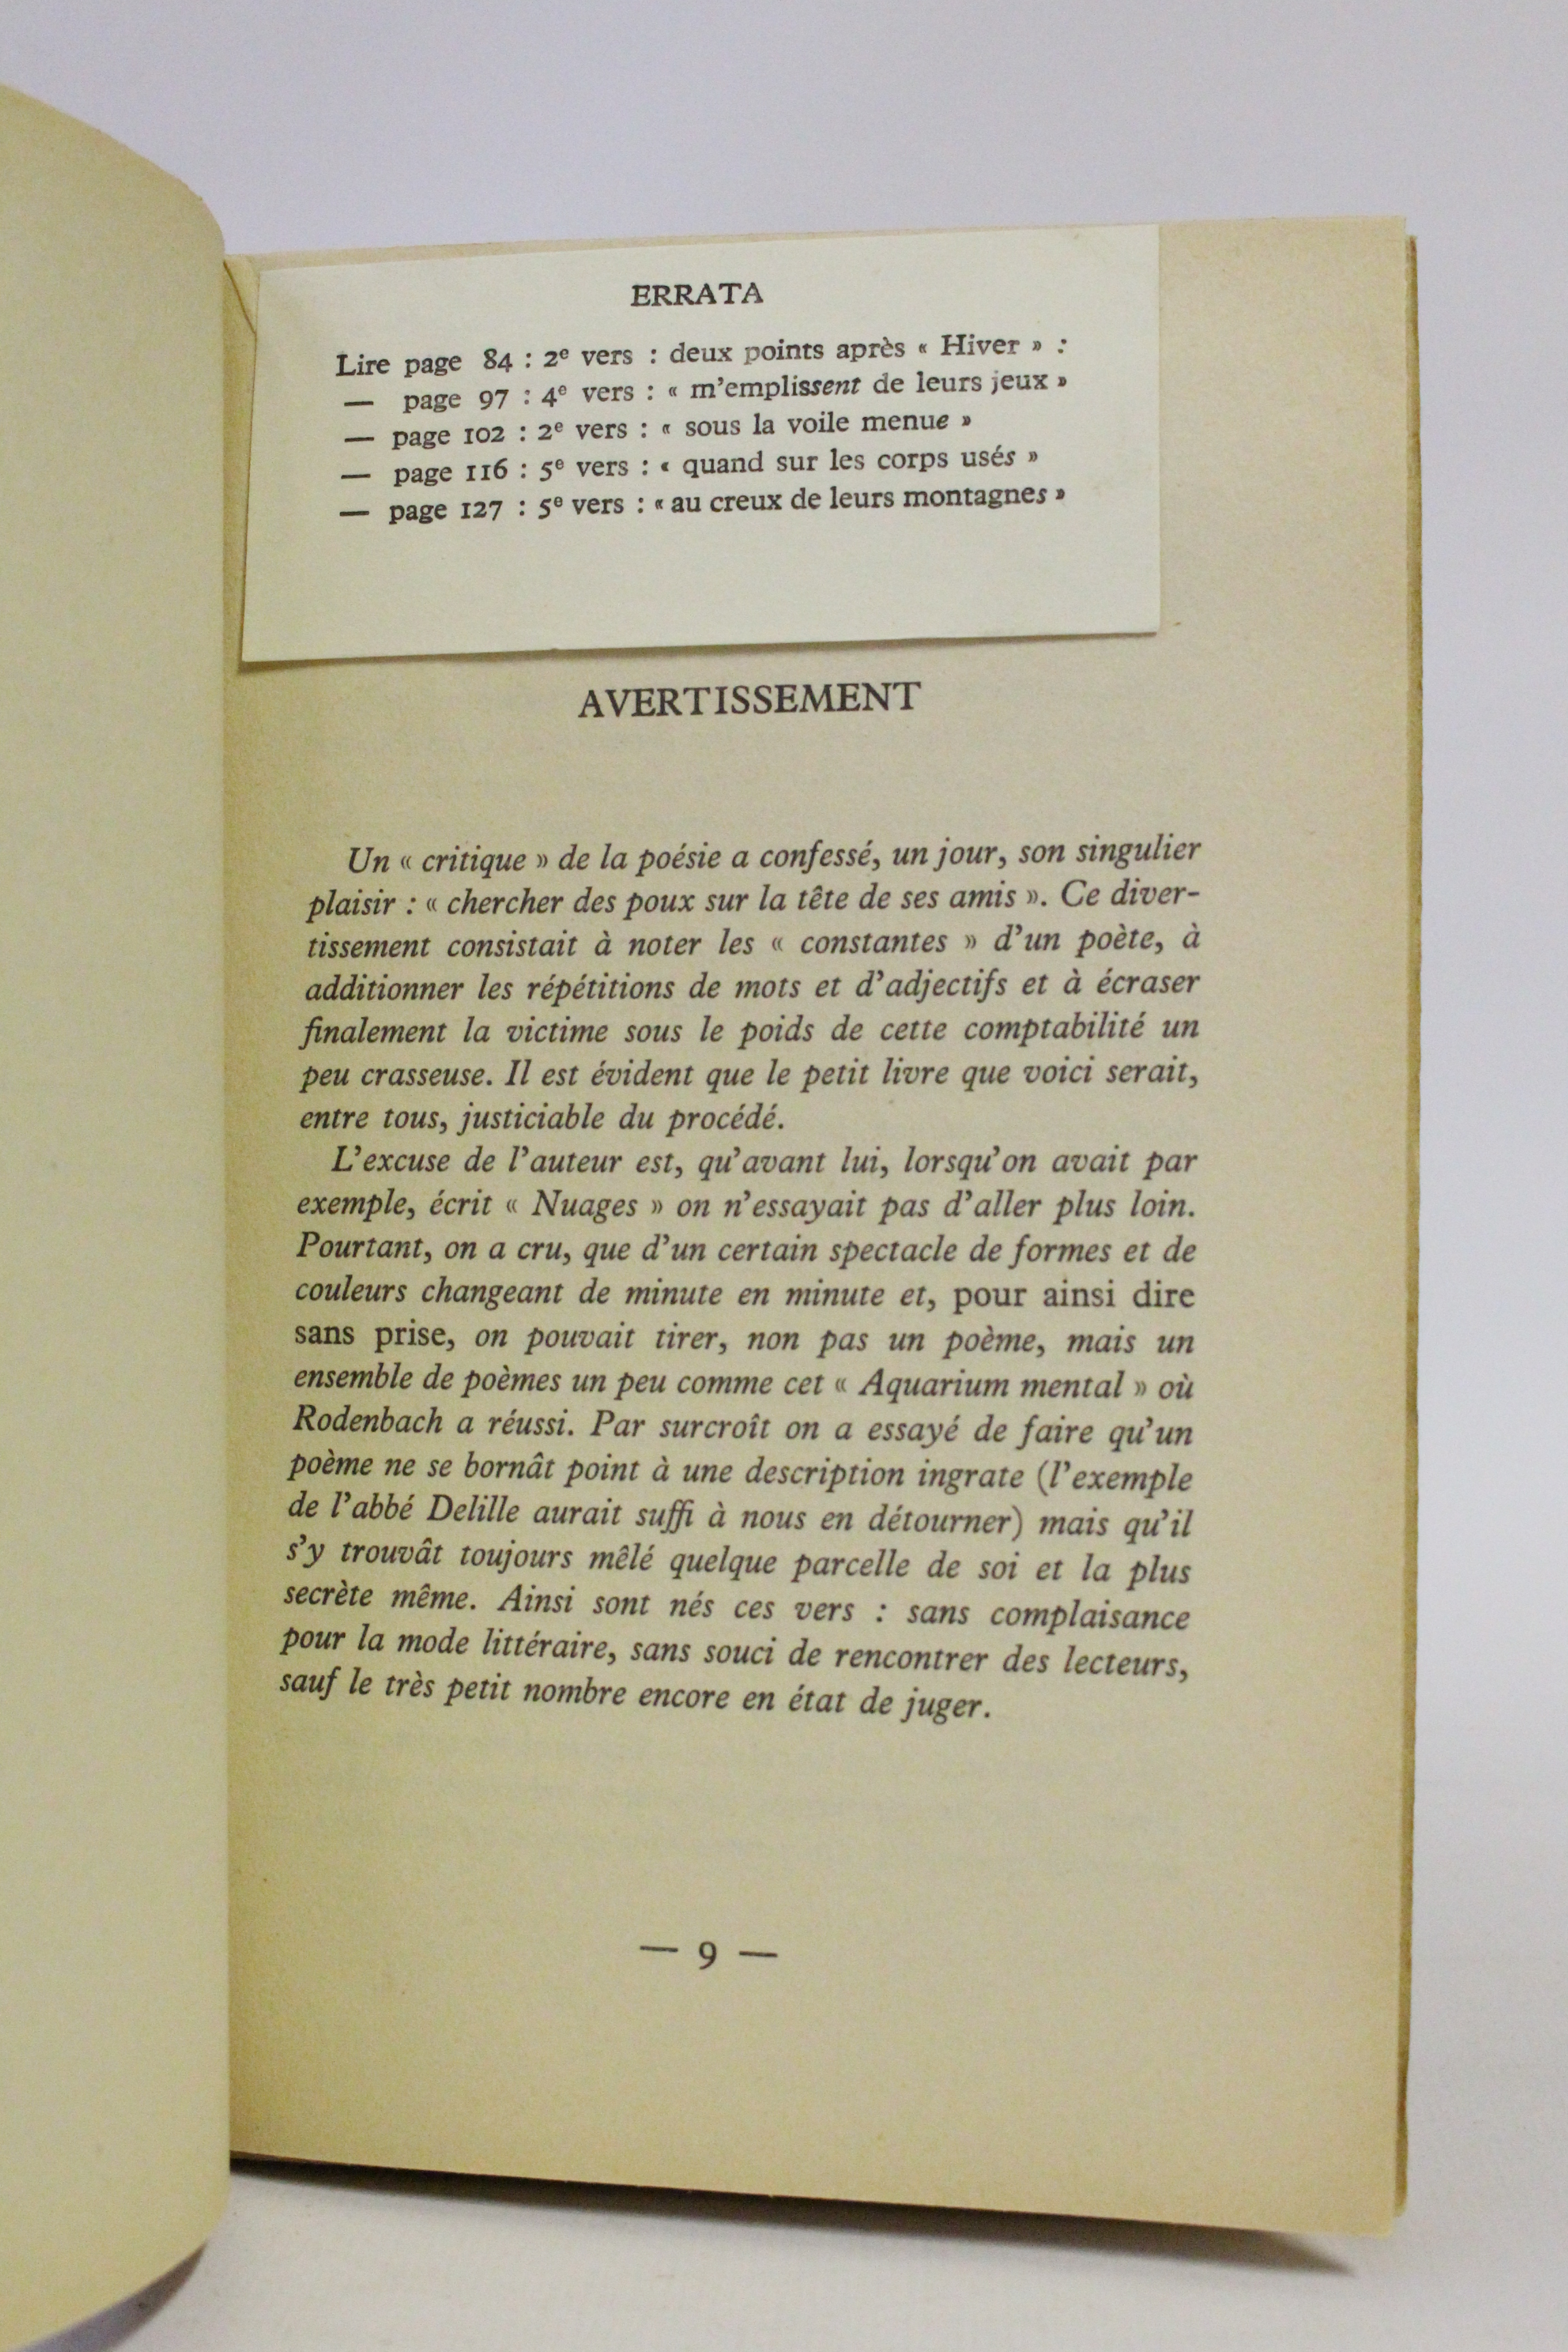 ERRATA
Lire page 84 : 2e vers : deux points après « Hiver » :
— page 97 : 4e vers : « m'emplissent de leurs jeux »
— page 102 : 2e vers : « sous la voile menue »
— page 116 : 5e vers : « quand sur les corps usés »
— page 127 : 5e vers : « au creux de leurs montagnes »
AVERTISSEMENT
Un « critique » de la poésie a confessé, un jour, son singulier
plaisir : « chercher des poux sur la tête de ses amis ». Ce diver-
tissement consistait à noter les « constantes » d'un poète, à
additionner les répétitions de mots et d'adjectifs et à écraser
finalement la victime sous le poids de cette comptabilité un
peu crasseuse. Il est évident que le petit livre que voici serait,
entre tous, justiciable du procédé.
L'excuse de l'auteur est, qu'avant lui, lorsqu'on avait par
exemple, écrit « Nuages » on n'essayait pas d'aller plus loin.
Pourtant, on a cru, que d'un certain spectacle de formes et de
couleurs changeant de minute en minute et, pour ainsi dire
sans prise, on pouvait tirer, non pas un poème, mais un
ensemble de poèmes un peu comme cet « Aquarium mental » où
Rodenbach a réussi. Par surcroît on a essayé de faire qu'un
poème ne se bornât point à une description ingrate (l'exemple
de l'abbé Delille aurait suffi à nous en détourner) mais qu'il
s'y trouvât toujours mêlé quelque parcelle de soi et la plus
secrète même. Ainsi sont nés ces vers : sans complaisance
pour la mode littéraire, sans souci de rencontrer des lecteurs,
sauf le très petit nombre encore en état de juger.
— 9 —